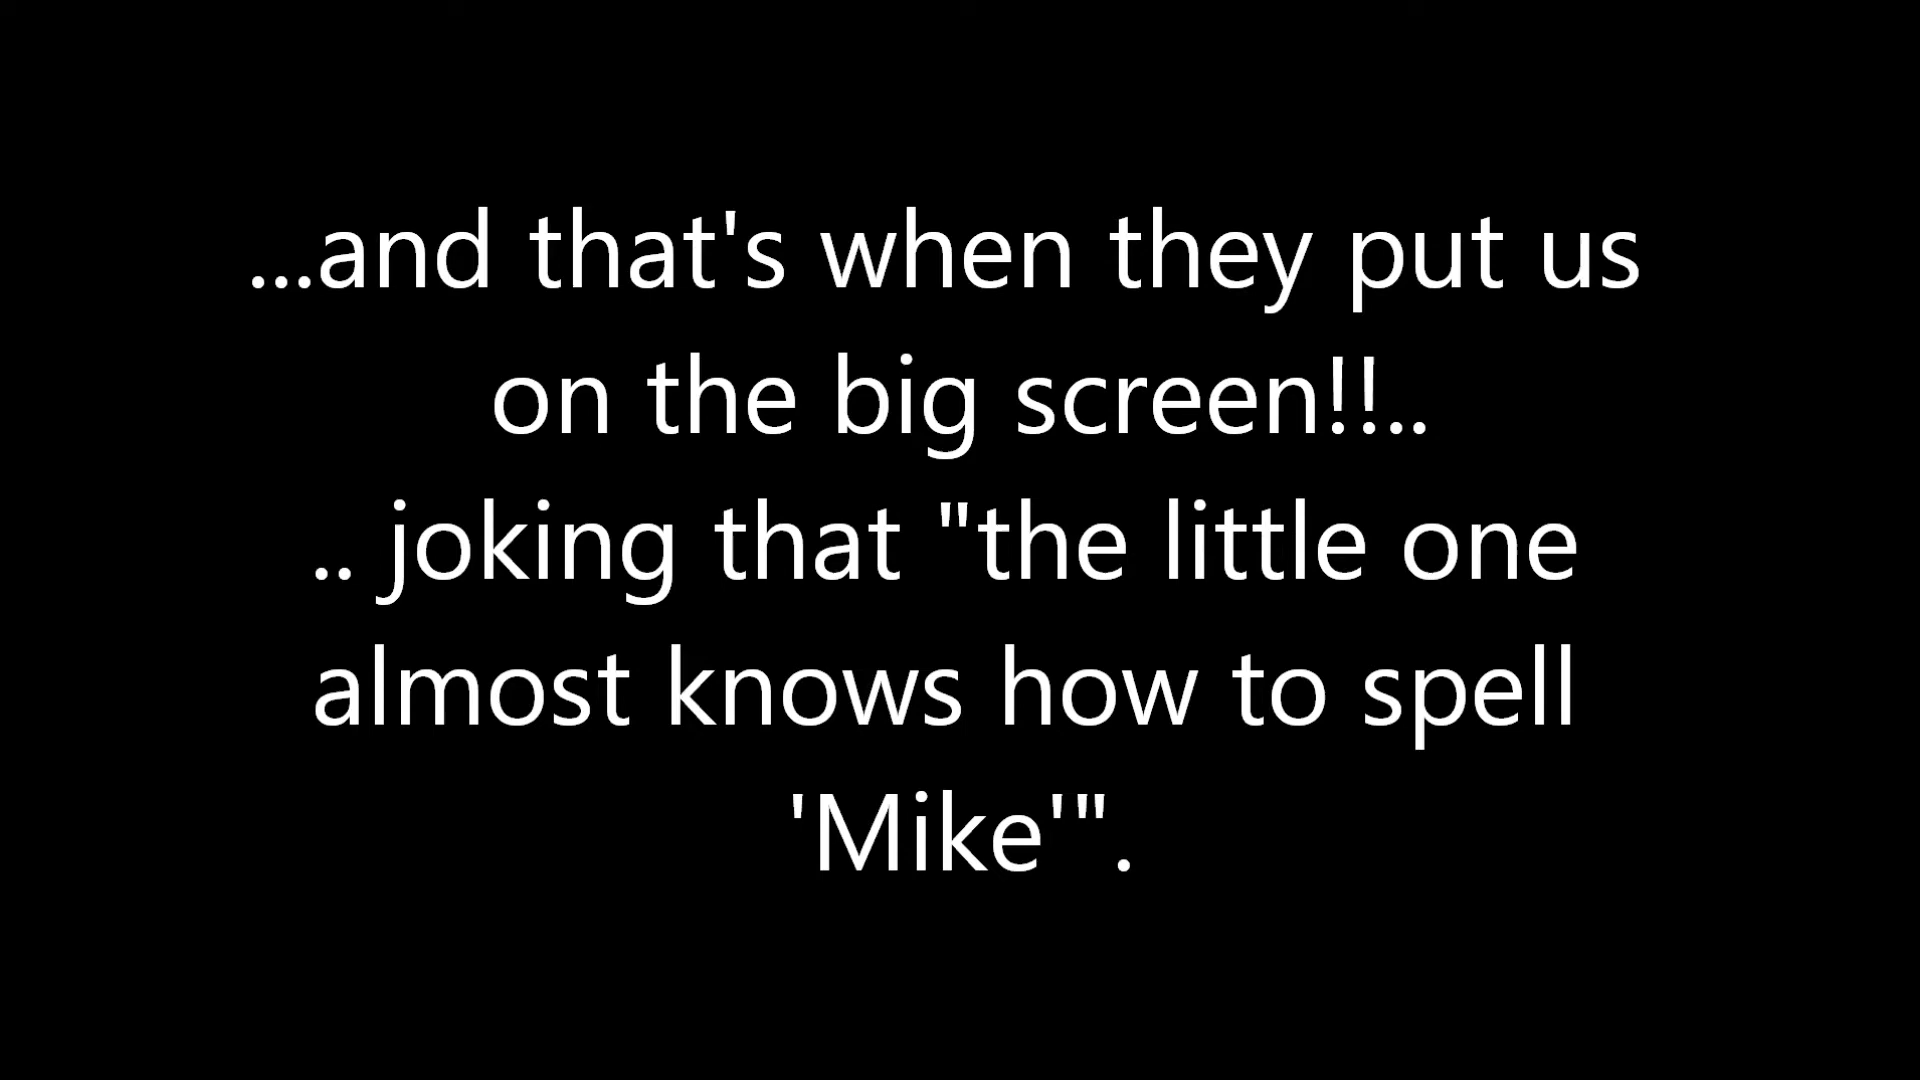 ...and that's when they put us
on the big screen!!..
.. joking that "the little one
almost knows how to spell
'Mike'".